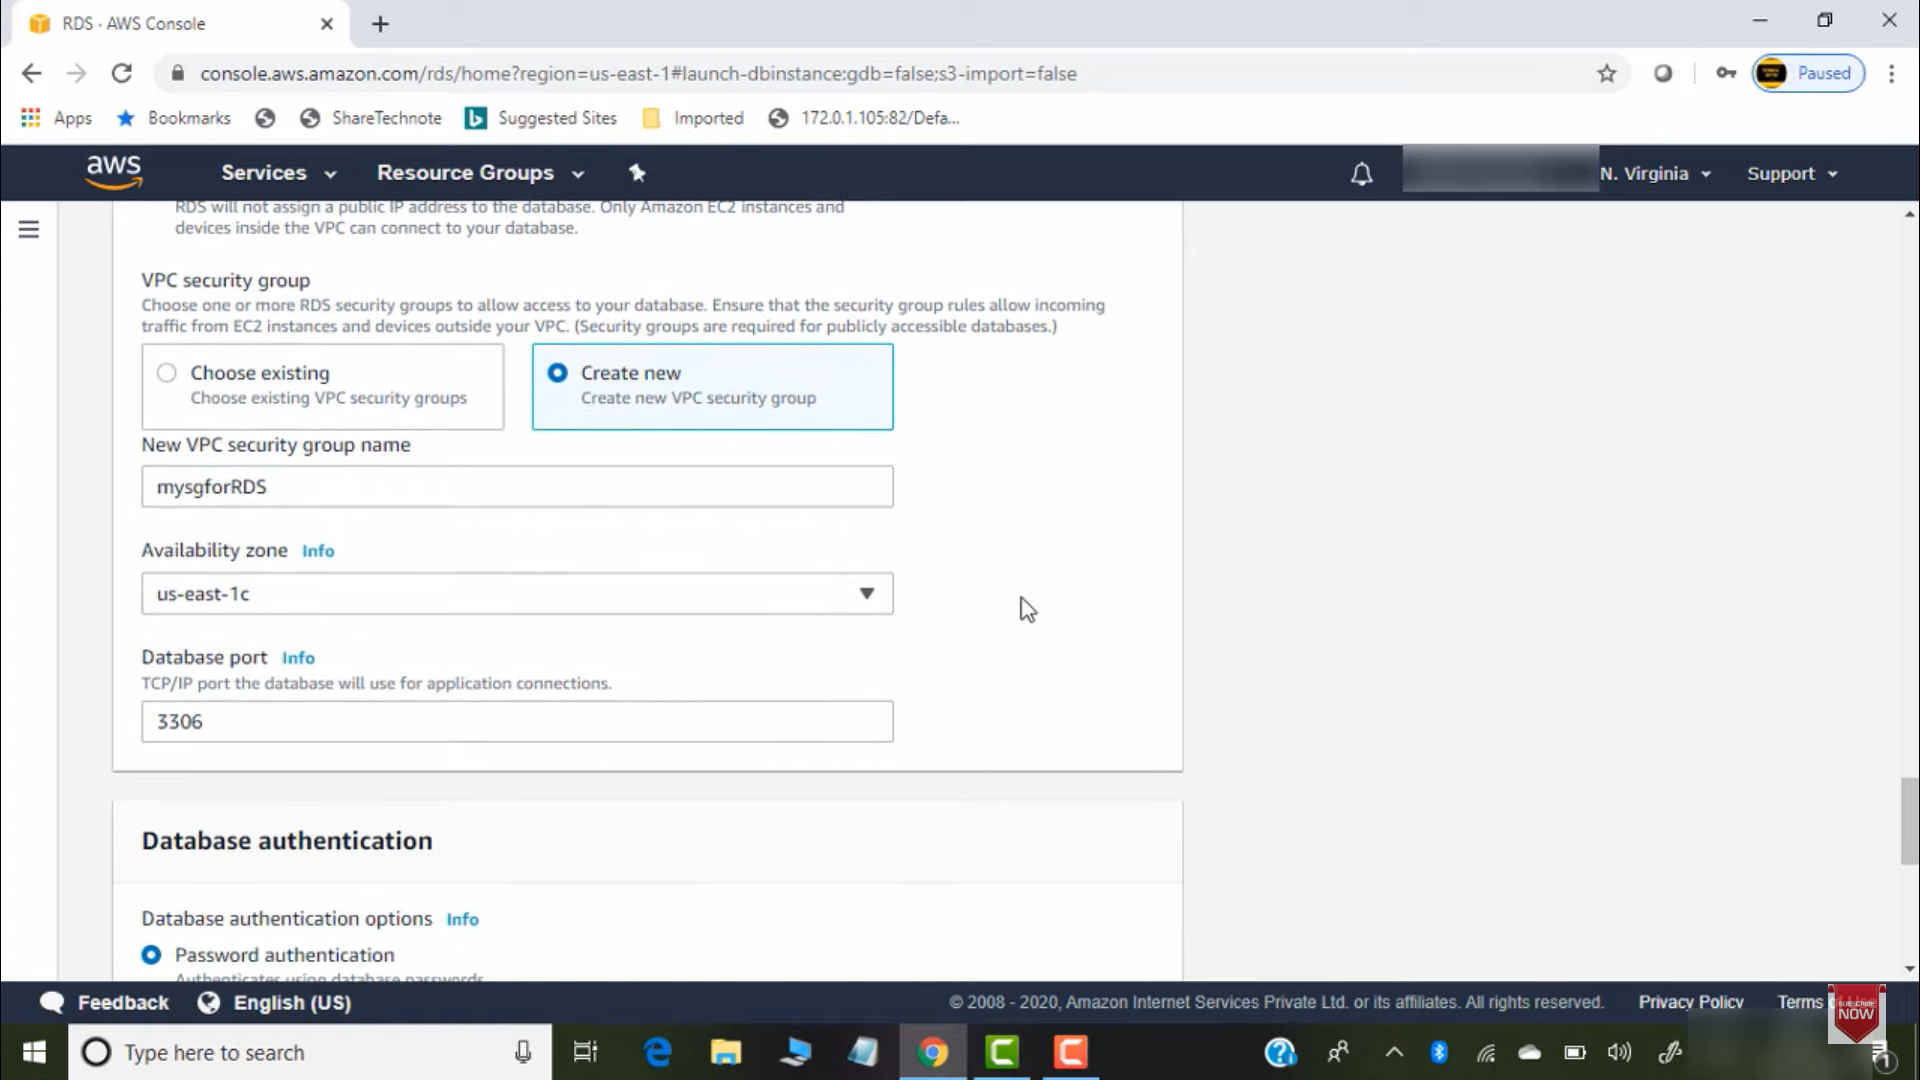 RDS - AWS Console
console.aws.amazon.com/rds/home?region=us-east-1#launch-dbinstance:gdb=false;s3-import=false
Paused
Apps
Bookmarks
ShareTechnote
Suggested Sites
Imported
172.0.1.105:82/Defa...
aws
Services
Resource Groups
N. Virginia
Support
RDS will not assign a public IP address to the database. Only Amazon EC2 instances and
devices inside the VPC can connect to your database.
VPC security group
Choose one or more RDS security groups to allow access to your database. Ensure that the security group rules allow incoming
traffic from EC2 instances and devices outside your VPC. (Security groups are required for publicly accessible databases.)
Choose existing
Choose existing VPC security groups
Create new
Create new VPC security group
New VPC security group name
mysgforRDS
Availability zone Info
us-east-1c
Database port Info
TCP/IP port the database will use for application connections.
3306
Database authentication
Database authentication options Info
Password authentication
Authenticates using database passwords
Feedback
English (US)
© 2008 - 2020, Amazon Internet Services Private Ltd. or its affiliates. All rights reserved.
Privacy Policy
Terms
SUBSCRIBE
NOW
Type here to search
1